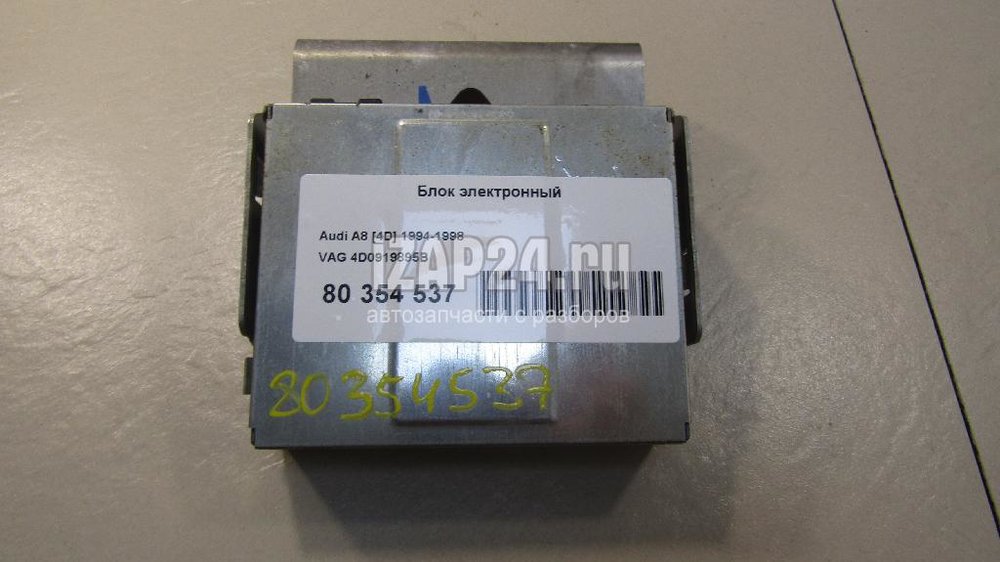 Блок электронный
Audi A8 [4D] 1994-1998
VAG 4D0919895B
iZAP24.ru
80 354 537
автозапчасти с разборов
80354537